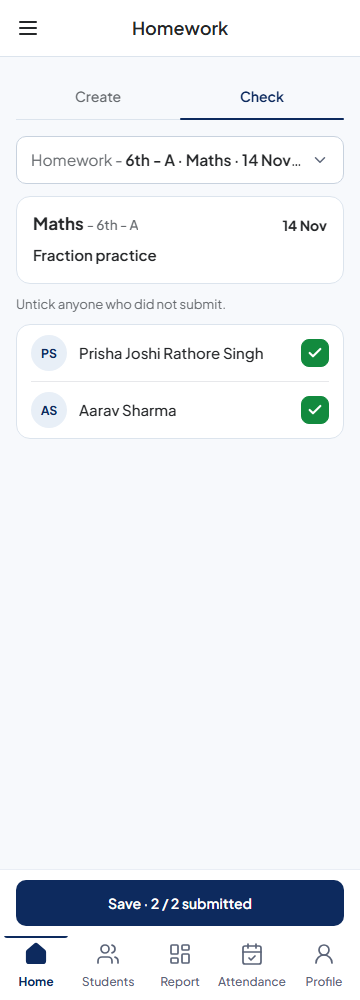 Homework
Create
Check
Homework - 6th - A · Maths · 14 Nov...
Maths - 6th - A
14 Nov
Fraction practice
Untick anyone who did not submit.
PS
Prisha Joshi Rathore Singh
AS
Aarav Sharma
Save · 2 / 2 submitted
Home
Students
Report
Attendance
Profile